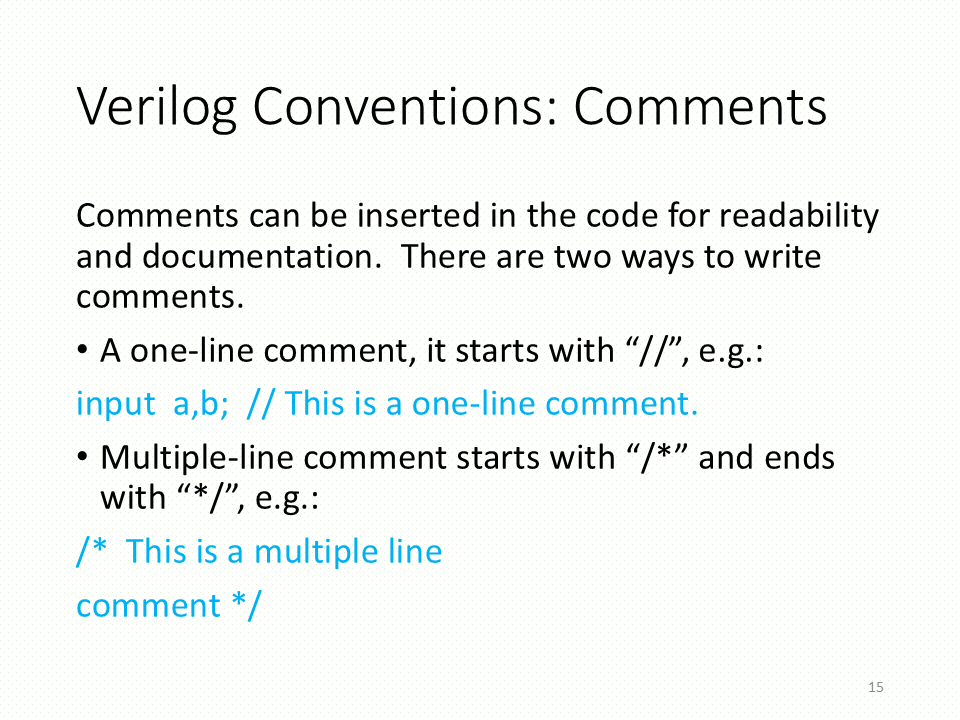 Verilog Conventions: Comments
Comments can be inserted in the code for readability
and documentation.  There are two ways to write
comments.
• A one-line comment, it starts with “//”, e.g.:
input  a,b;  // This is a one-line comment.
• Multiple-line comment starts with “/*” and ends
with “*/”, e.g.:
/*  This is a multiple line
comment */
15